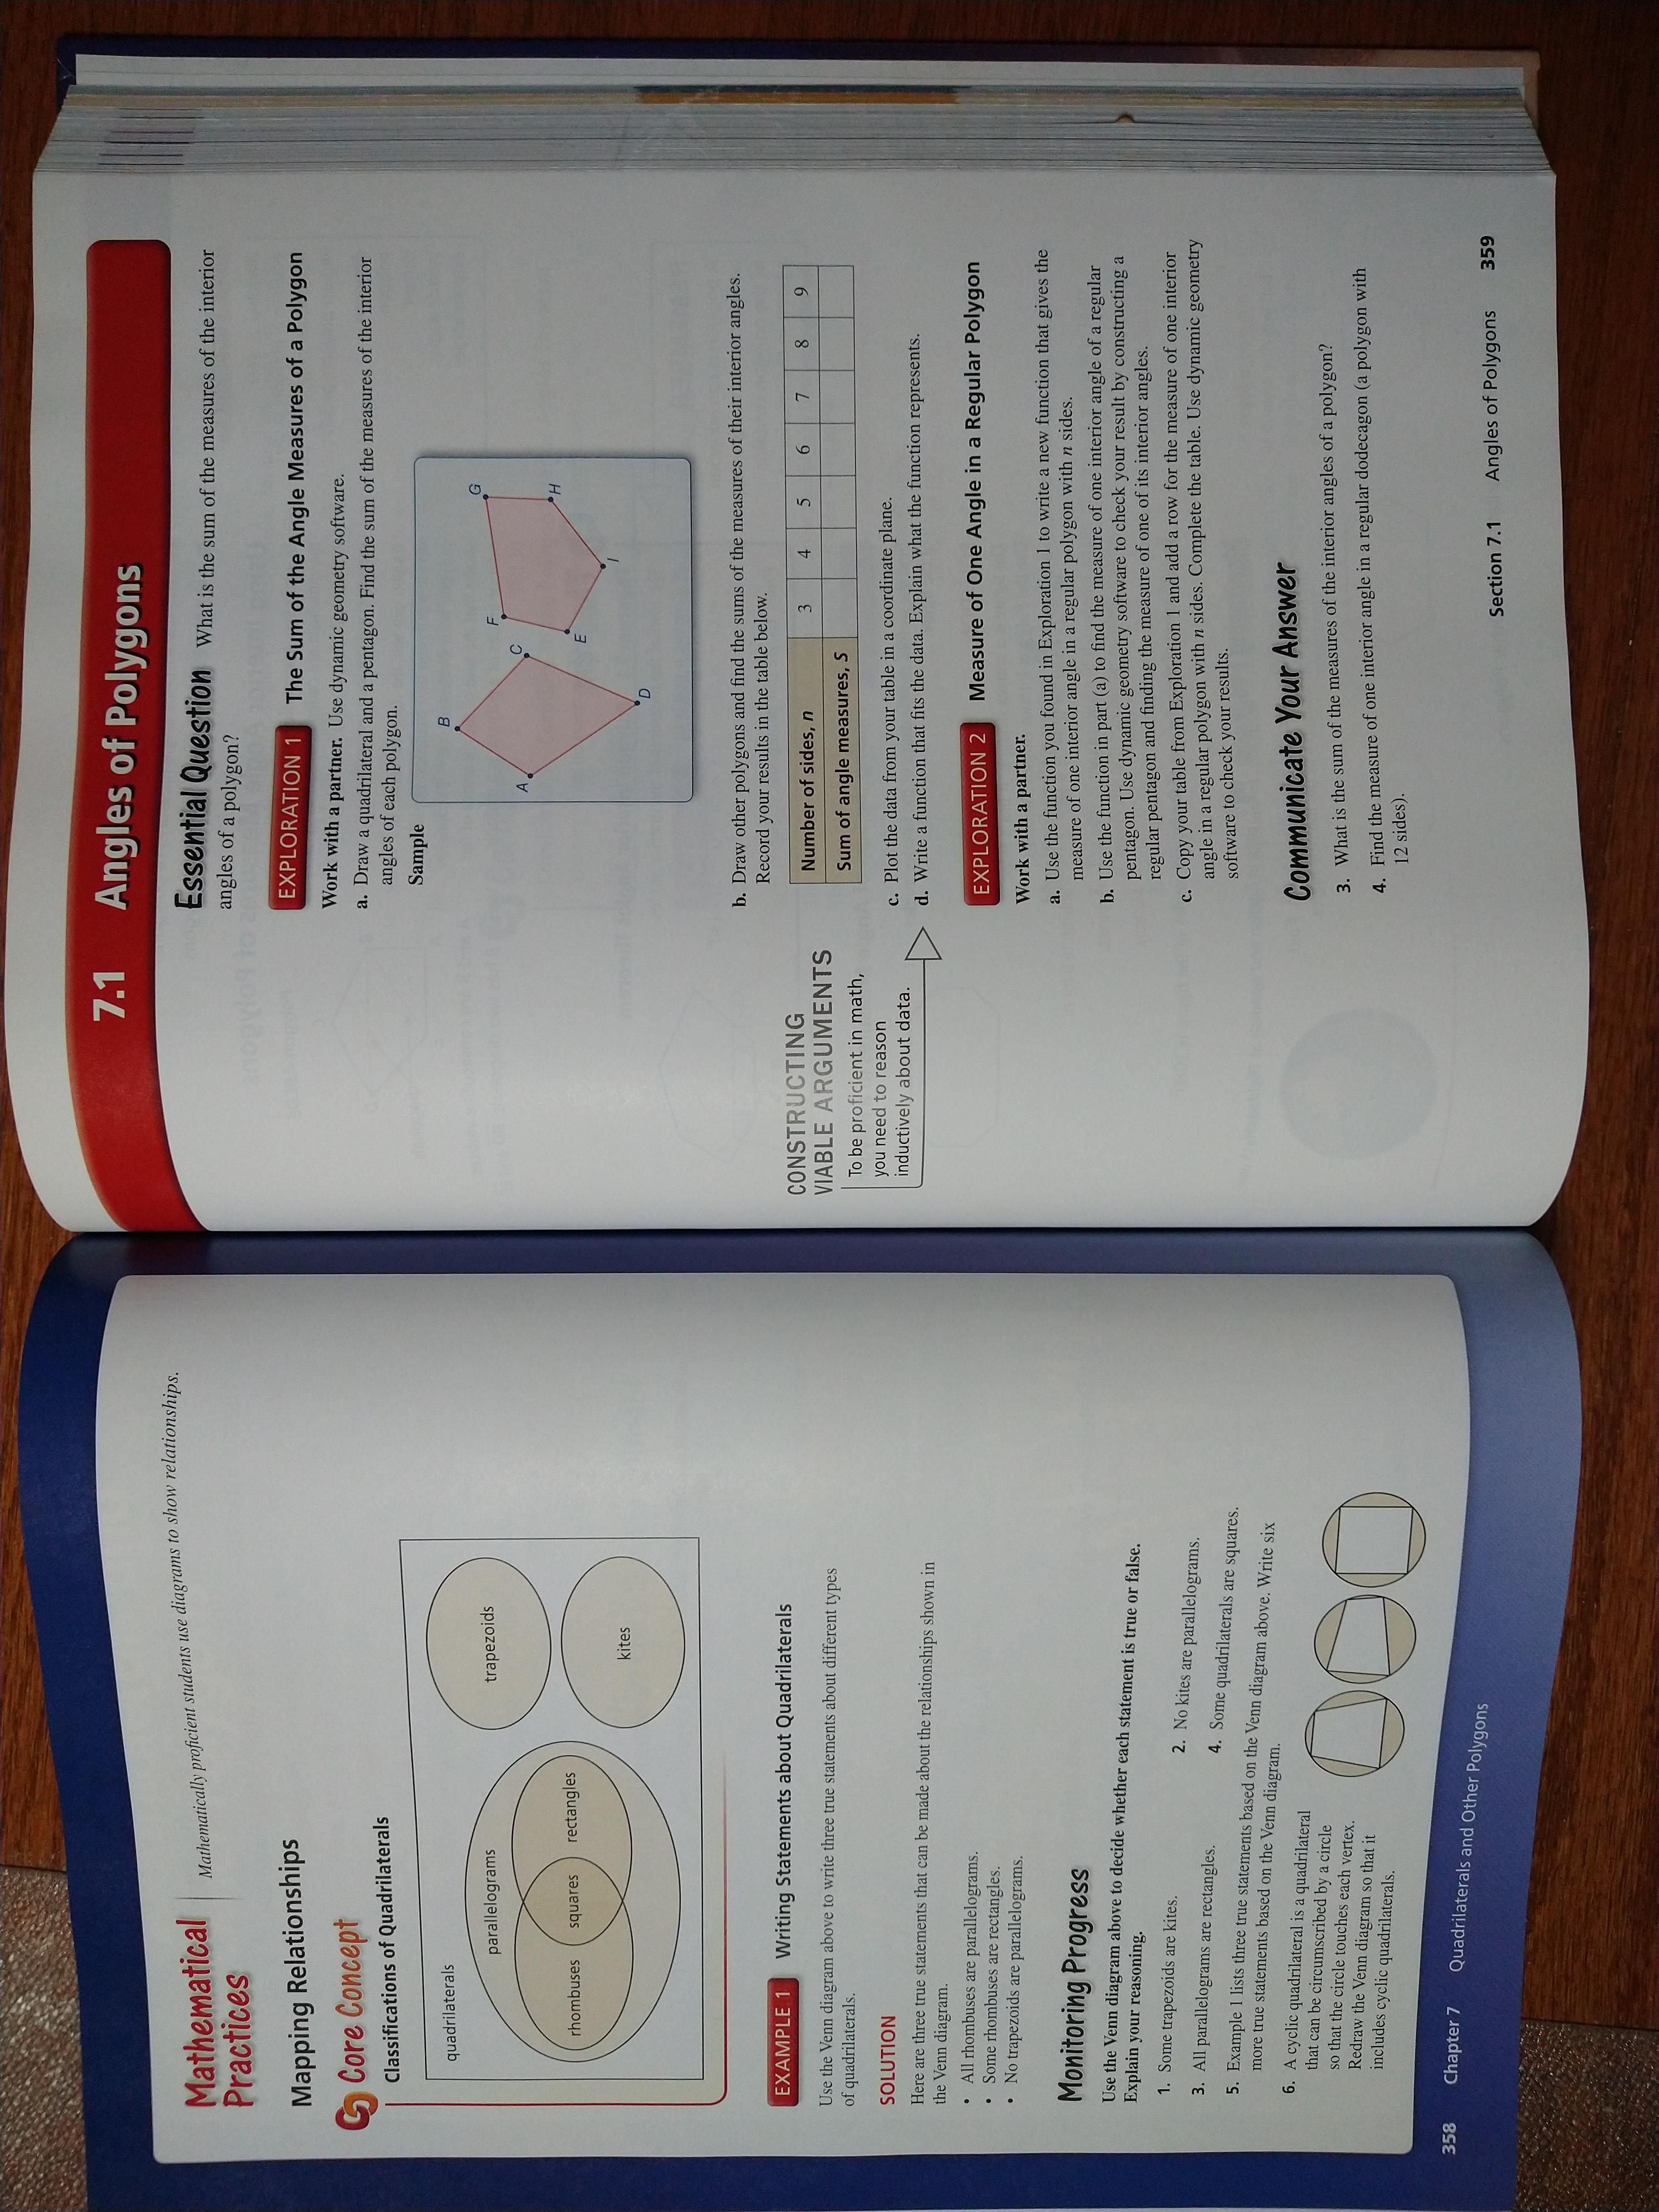 Mathematical
Practices
Mathematically proficient students use diagrams to show relationships.
Mapping Relationships
Core Concept
Classifications of Quadrilaterals
quadrilaterals
parallelograms
rhombuses
squares
rectangles
trapezoids
kites
EXAMPLE 1 Writing Statements about Quadrilaterals
Use the Venn diagram above to write three true statements about different types
of quadrilaterals.
SOLUTION
Here are three true statements that can be made about the relationships shown in
the Venn diagram.
• All rhombuses are parallelograms.
• Some rhombuses are rectangles.
• No trapezoids are parallelograms.
Monitoring Progress
Use the Venn diagram above to decide whether each statement is true or false.
Explain your reasoning.
1. Some trapezoids are kites.
2. No kites are parallelograms.
3. All parallelograms are rectangles.
4. Some quadrilaterals are squares.
5. Example 1 lists three true statements based on the Venn diagram above. Write six
more true statements based on the Venn diagram.
6. A cyclic quadrilateral is a quadrilateral
that can be circumscribed by a circle
so that the circle touches each vertex.
Redraw the Venn diagram so that it
includes cyclic quadrilaterals.
358 Chapter 7 Quadrilaterals and Other Polygons
7.1 Angles of Polygons
Essential Question What is the sum of the measures of the interior
angles of a polygon?
EXPLORATION 1 The Sum of the Angle Measures of a Polygon
Work with a partner. Use dynamic geometry software.
a. Draw a quadrilateral and a pentagon. Find the sum of the measures of the interior
angles of each polygon.
Sample
B
A
C
D
F
G
H
E
I
b. Draw other polygons and find the sums of the measures of their interior angles.
Record your results in the table below.
Number of sides, n 3 4 5 6 7 8 9
Sum of angle measures, S
CONSTRUCTING
VIABLE ARGUMENTS
To be proficient in math,
you need to reason
inductively about data.
c. Plot the data from your table in a coordinate plane.
d. Write a function that fits the data. Explain what the function represents.
EXPLORATION 2 Measure of One Angle in a Regular Polygon
Work with a partner.
a. Use the function you found in Exploration 1 to write a new function that gives the
measure of one interior angle in a regular polygon with n sides.
b. Use the function in part (a) to find the measure of one interior angle of a regular
pentagon. Use dynamic geometry software to check your result by constructing a
regular pentagon and finding the measure of one of its interior angles.
c. Copy your table from Exploration 1 and add a row for the measure of one interior
angle in a regular polygon with n sides. Complete the table. Use dynamic geometry
software to check your results.
Communicate Your Answer
3. What is the sum of the measures of the interior angles of a polygon?
4. Find the measure of one interior angle in a regular dodecagon (a polygon with
12 sides).
Section 7.1 Angles of Polygons 359